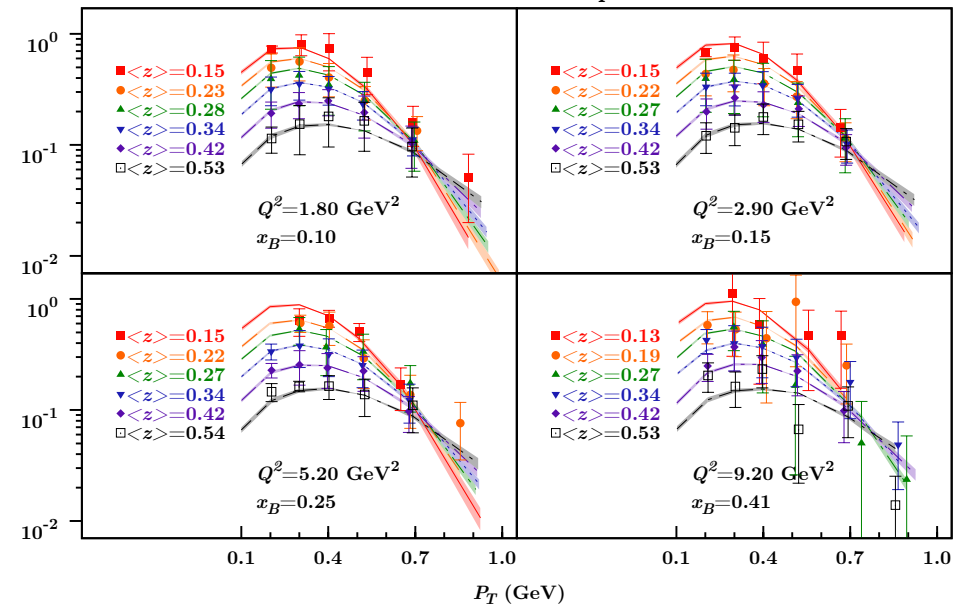 10⁰
10⁻¹
10⁻²
<z>=0.15
<z>=0.23
<z>=0.28
<z>=0.34
<z>=0.42
<z>=0.53
Q²=1.80 GeV²
x_B=0.10
<z>=0.15
<z>=0.22
<z>=0.27
<z>=0.34
<z>=0.42
<z>=0.53
Q²=2.90 GeV²
x_B=0.15
10⁰
10⁻¹
10⁻²
<z>=0.15
<z>=0.22
<z>=0.27
<z>=0.34
<z>=0.42
<z>=0.54
Q²=5.20 GeV²
x_B=0.25
<z>=0.13
<z>=0.19
<z>=0.27
<z>=0.34
<z>=0.42
<z>=0.53
Q²=9.20 GeV²
x_B=0.41
0.1 0.4 0.7 1.0 0.1 0.4 0.7 1.0
P_T (GeV)